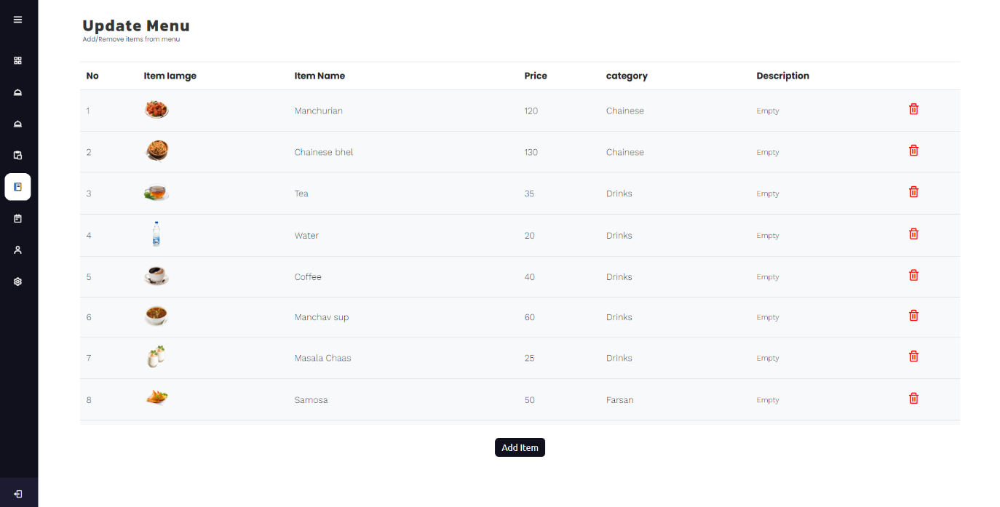 Update Menu
Add/Remove items from menu
No Item Iamge Item Name Price category Description
1 Manchurian 120 Chainese Empty
2 Chainese bhel 130 Chainese Empty
3 Tea 35 Drinks Empty
4 Water 20 Drinks Empty
5 Coffee 40 Drinks Empty
6 Manchav sup 60 Drinks Empty
7 Masala Chaas 25 Drinks Empty
8 Samosa 50 Farsan Empty
Add Item